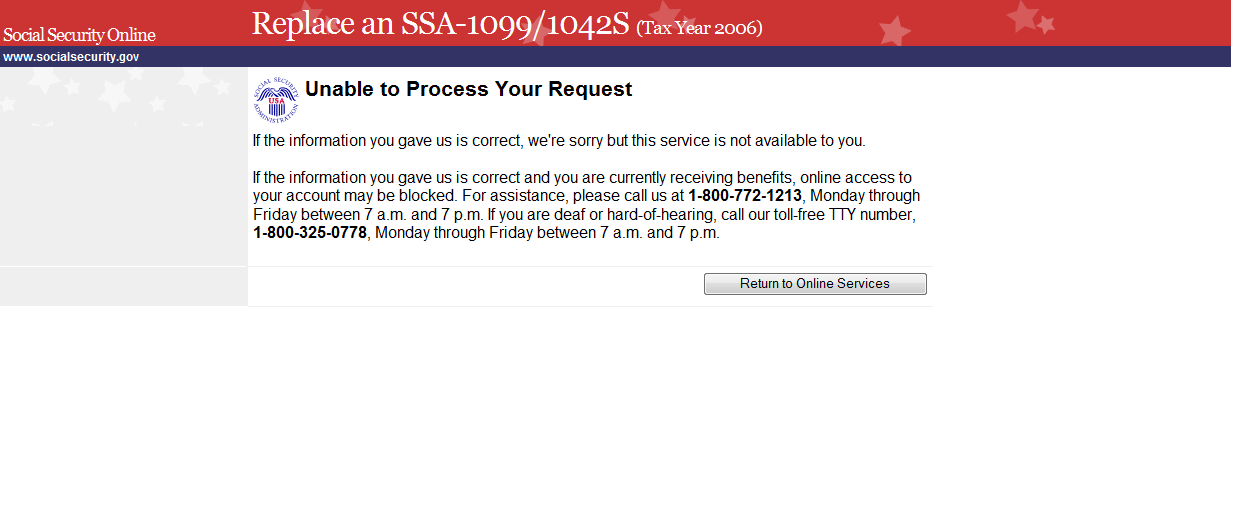 Social Security Online
Replace an SSA-1099/1042S (Tax Year 2006)
www.socialsecurity.gov
SOCIAL SECURITY ADMINISTRATION
USA
Unable to Process Your Request
If the information you gave us is correct, we're sorry but this service is not available to you.
If the information you gave us is correct and you are currently receiving benefits, online access to
your account may be blocked. For assistance, please call us at 1-800-772-1213, Monday through
Friday between 7 a.m. and 7 p.m. If you are deaf or hard-of-hearing, call our toll-free TTY number,
1-800-325-0778, Monday through Friday between 7 a.m. and 7 p.m.
Return to Online Services